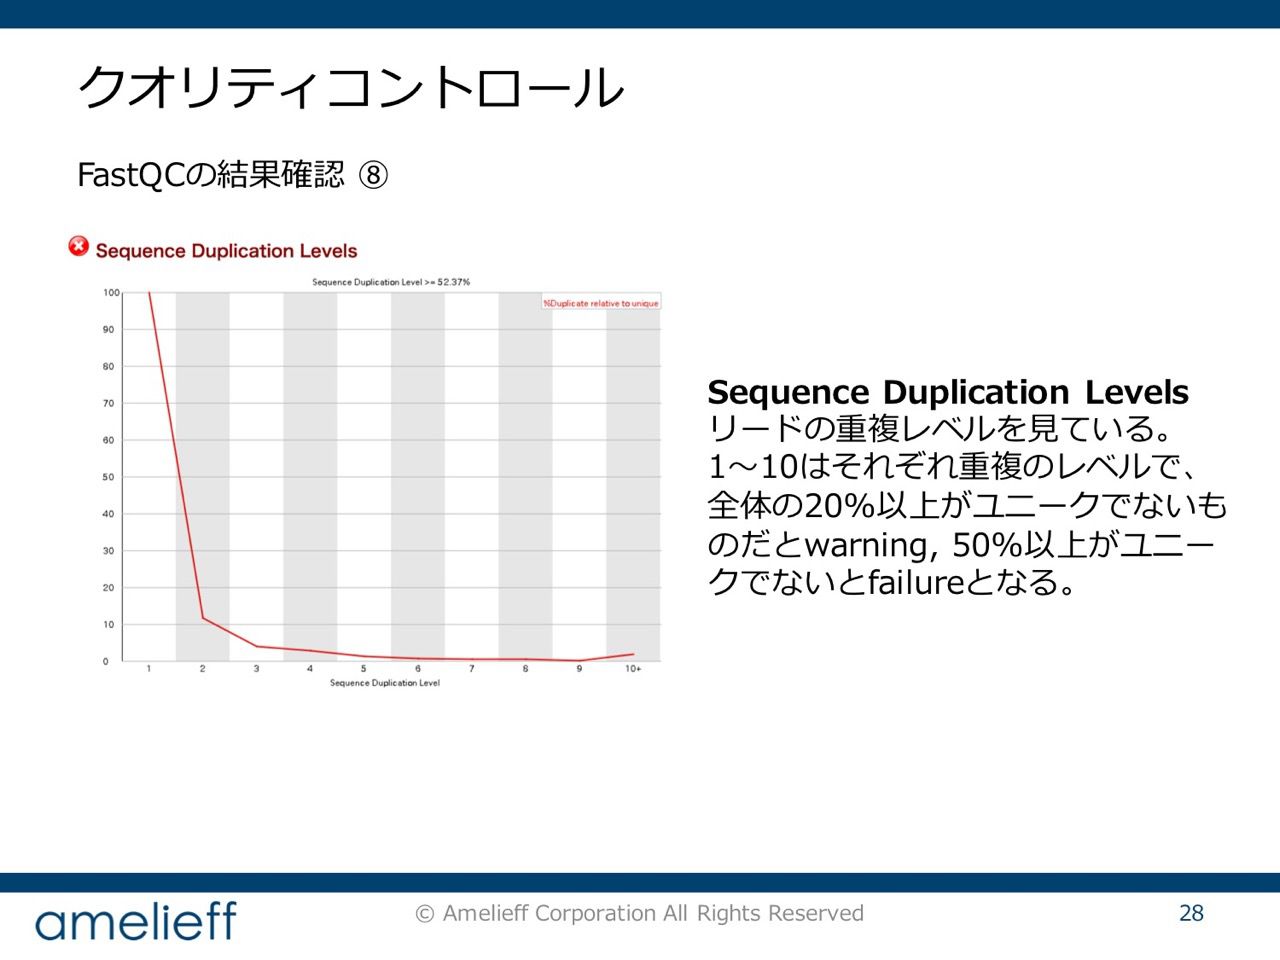 クオリティコントロール
FastQCの結果確認 ⑧
Sequence Duplication Levels
Sequence Duplication Level >= 52.37%
%Duplicate relative to unique
100
90
80
70
60
50
40
30
20
10
0
1 2 3 4 5 6 7 8 9 10+
Sequence Duplication Level
Sequence Duplication Levels
リードの重複レベルを見ている。
1～10はそれぞれ重複のレベルで、
全体の20%以上がユニークでないも
のだとwarning, 50%以上がユニー
クでないとfailureとなる。
amelieff
© Amelieff Corporation All Rights Reserved
28